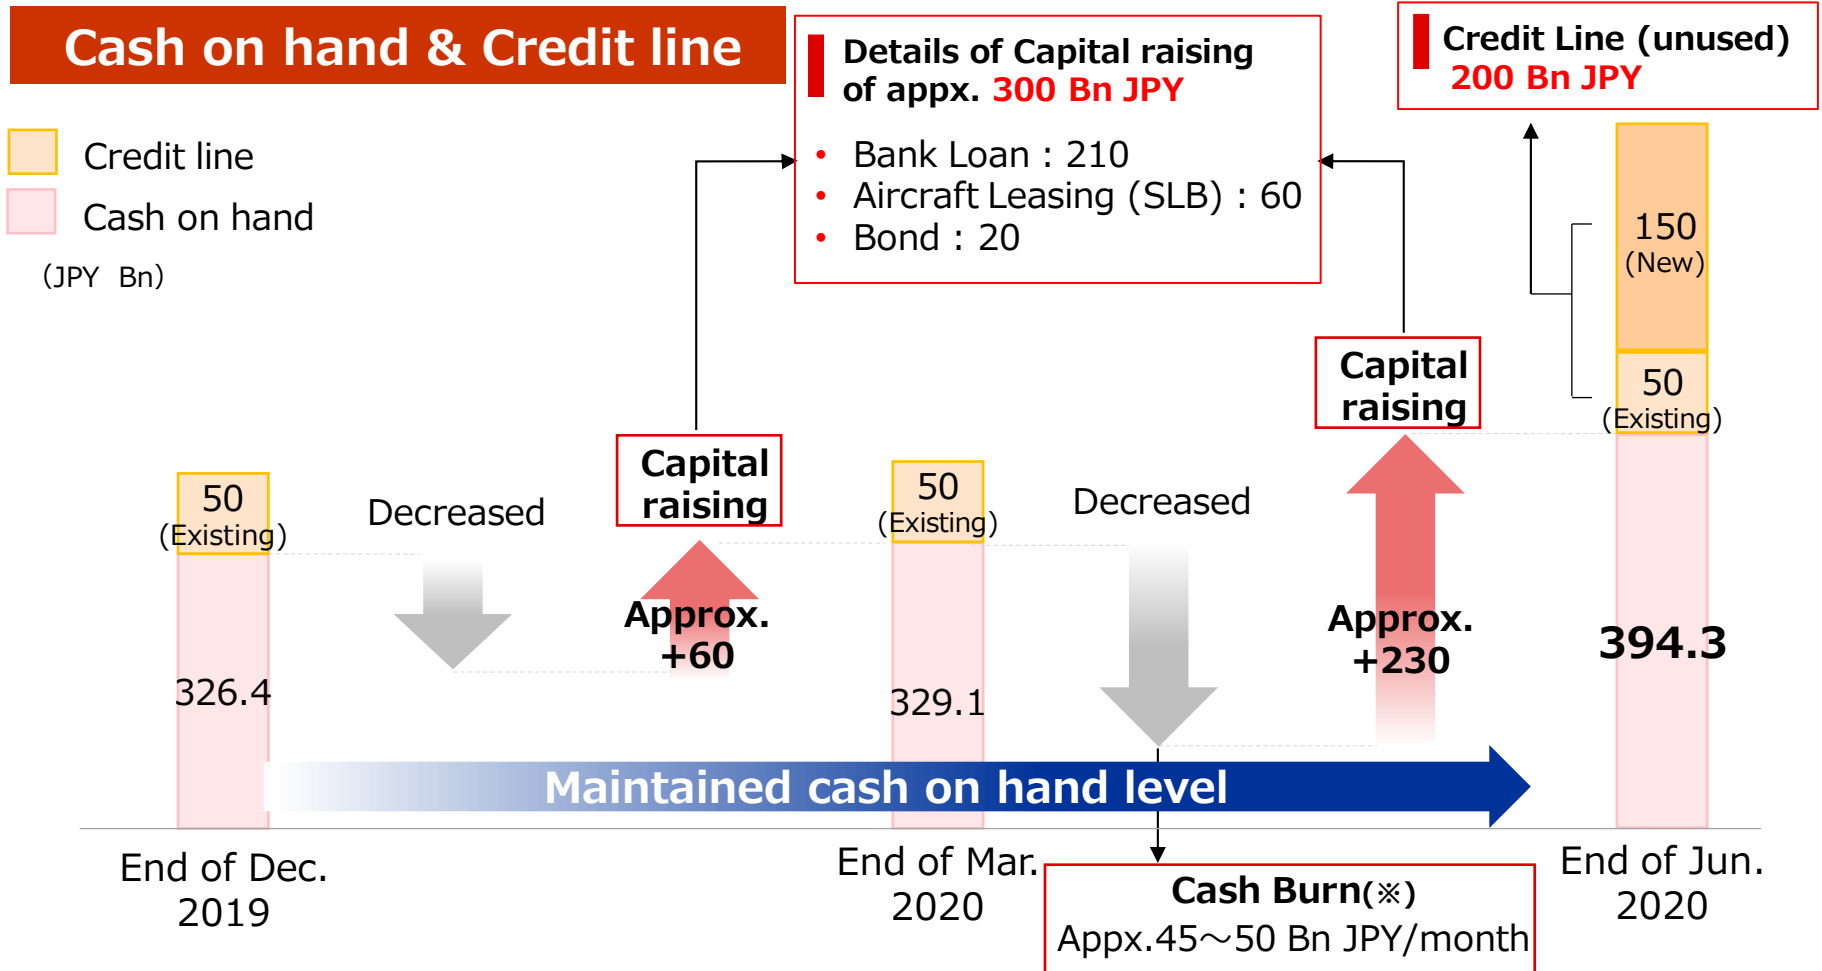 Cash on hand & Credit line
Details of Capital raising
of appx. 300 Bn JPY
• Bank Loan : 210
• Aircraft Leasing (SLB) : 60
• Bond : 20
Credit Line (unused)
200 Bn JPY
Credit line
Cash on hand
(JPY Bn)
150
(New)
50
(Existing)
Capital
raising
Capital
raising
50
(Existing)
Decreased
50
(Existing)
Decreased
Approx.
+60
Approx.
+230
326.4
329.1
394.3
Maintained cash on hand level
End of Dec.
2019
End of Mar.
2020
End of Jun.
2020
Cash Burn(※)
Appx.45～50 Bn JPY/month